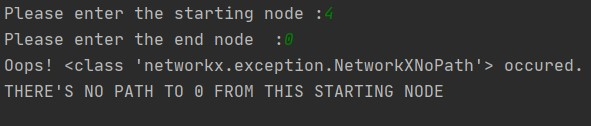 Please enter the starting node :4
Please enter the end node  :0
Oops! <class 'networkx.exception.NetworkXNoPath'> occured.
THERE'S NO PATH TO 0 FROM THIS STARTING NODE